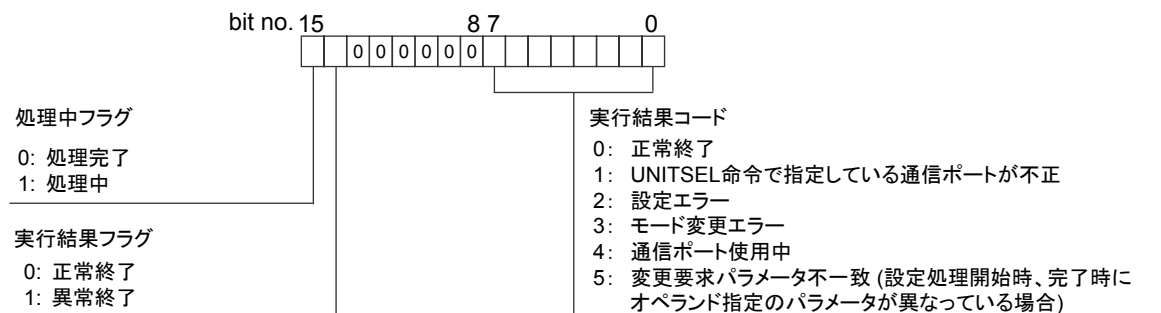 bit no. 15 8 7 0
0 0 0 0 0 0
処理中フラグ
0: 処理完了
1: 処理中
実行結果フラグ
0: 正常終了
1: 異常終了
実行結果コード
0: 正常終了
1: UNITSEL命令で指定している通信ポートが不正
2: 設定エラー
3: モード変更エラー
4: 通信ポート使用中
5: 変更要求パラメータ不一致 (設定処理開始時、完了時に
オペランド指定のパラメータが異なっている場合)